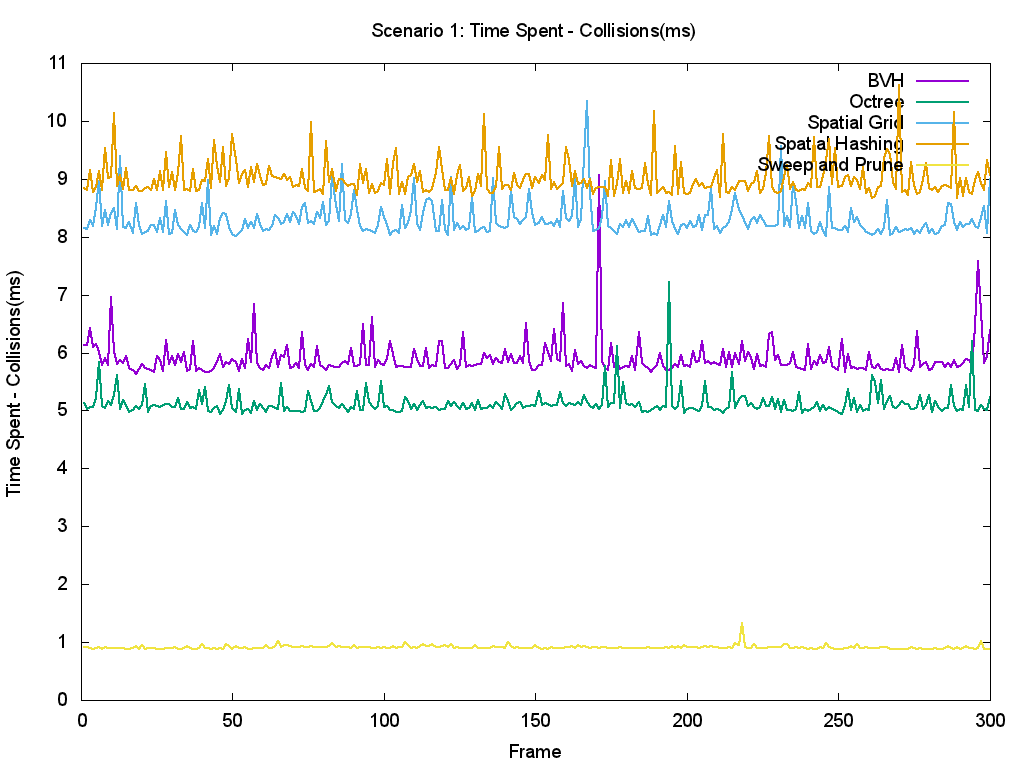 Scenario 1: Time Spent - Collisions(ms)
11
10
9
8
7
6
5
4
3
2
1
0
Time Spent - Collisions(ms)
BVH
Octree
Spatial Grid
Spatial Hashing
Sweep and Prune
0 50 100 150 200 250 300
Frame